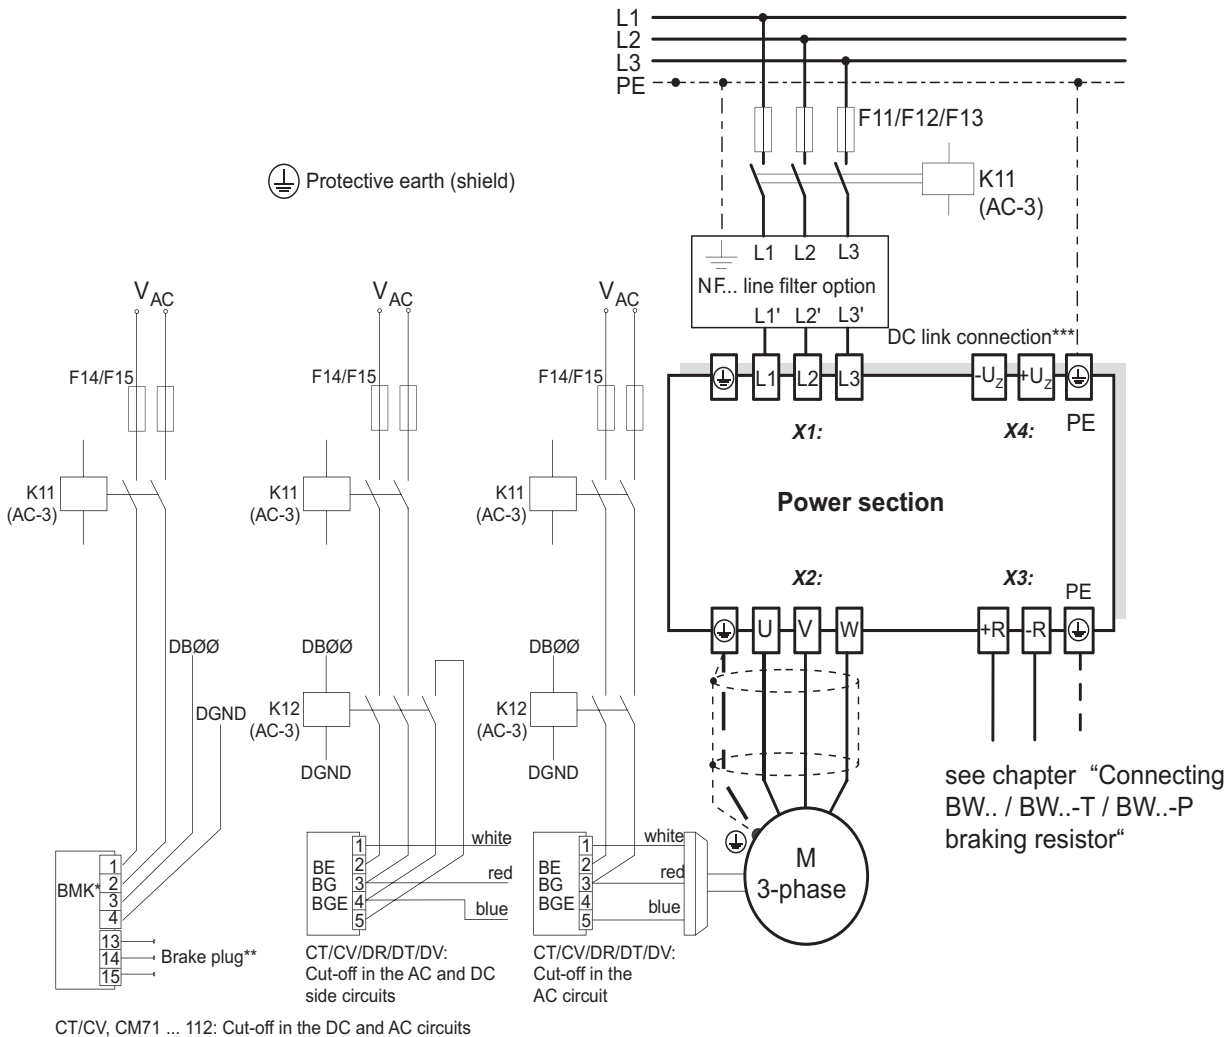 L1
L2
L3
PE
F11/F12/F13
K11
(AC-3)
Protective earth (shield)
L1 L2 L3
NF... line filter option
L1' L2' L3'
DC link connection***
L1 L2 L3
-UZ +UZ
X1:
X4:
PE
Power section
X2:
X3:
PE
U V W
+R -R
VAC
VAC
VAC
F14/F15
F14/F15
F14/F15
K11
(AC-3)
K11
(AC-3)
K11
(AC-3)
DBØØ
DGND
DBØØ
K12
(AC-3)
DGND
DBØØ
K12
(AC-3)
DGND
see chapter “Connecting
BW.. / BW..-T / BW..-P
braking resistor“
M
3-phase
BMK*
1
2
3
4
13
14
15
Brake plug**
BE
BG
BGE
1
2
3
4
5
white
red
blue
BE
BG
BGE
1
2
3
4
5
white
red
blue
CT/CV/DR/DT/DV:
Cut-off in the AC and DC
side circuits
CT/CV/DR/DT/DV:
Cut-off in the
AC circuit
CT/CV, CM71 ... 112: Cut-off in the DC and AC circuits